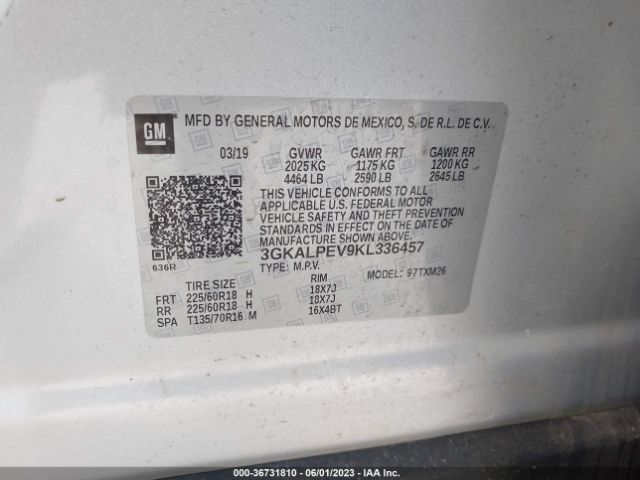 GM
MFD BY GENERAL MOTORS DE MEXICO, S. DE R.L. DE C.V.
03/19 GVWR GAWR FRT GAWR RR
2025 KG 1175 KG 1200 KG
4464 LB 2590 LB 2645 LB
THIS VEHICLE CONFORMS TO ALL
APPLICABLE U.S. FEDERAL MOTOR
VEHICLE SAFETY AND THEFT PREVENTION
STANDARDS IN EFFECT ON THE DATE OF
MANUFACTURE SHOWN ABOVE.
3GKALPEV9KL336457
636R
TYPE: M.P.V. MODEL: 97TXM26
TIRE SIZE RIM
FRT 225/60R18 H 18X7J
RR 225/60R18 H 18X7J
SPA T135/70R16 M 16X4BT
000-36731810 - 06/01/2023 - IAA Inc.